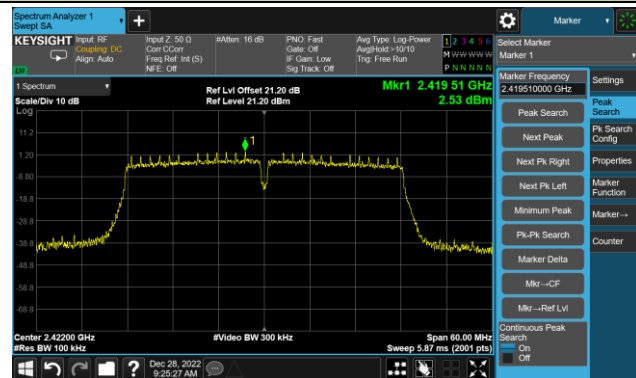 Spectrum Analyzer 1
Swept SA
Marker
KEYSIGHT
Input: RF
Coupling: DC
Align: Auto
Input Z: 50 Ω
Corr CCorr
Freq Ref: Int (S)
NFE: Off
#Atten: 16 dB
PNO: Fast
Gate: Off
IF Gain: Low
Sig Track: Off
Avg Type: Log-Power
Avg|Hold:>10/10
Trig: Free Run
1 2 3 4 5 6
M W W W W W
P N N N N N
LW
Select Marker
Marker 1
1 Spectrum
Scale/Div 10 dB
Log
Ref Lvl Offset 21.20 dB
Ref Level 21.20 dBm
Mkr1 2.419 51 GHz
2.53 dBm
11.2
1.20
-8.80
-18.8
-28.8
-38.8
-48.8
-58.8
-68.8
1
Center 2.42200 GHz
#Res BW 100 kHz
#Video BW 300 kHz
Span 60.00 MHz
Sweep 5.87 ms (2001 pts)
Marker Frequency
2.419510000 GHz
Peak Search
Next Peak
Next Pk Right
Next Pk Left
Minimum Peak
Pk-Pk Search
Marker Delta
Mkr→CF
Mkr→Ref Lvl
Continuous Peak
Search
On
Off
Settings
Peak
Search
Pk Search
Config
Properties
Marker
Function
Marker→
Counter
Dec 28, 2022
9:25:27 AM